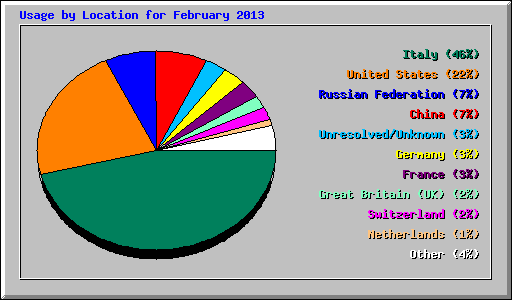 Usage by Location for February 2013
Italy (46%)
United States (22%)
Russian Federation (7%)
China (7%)
Unresolved/Unknown (3%)
Germany (3%)
France (3%)
Great Britain (UK) (2%)
Switzerland (2%)
Netherlands (1%)
Other (4%)